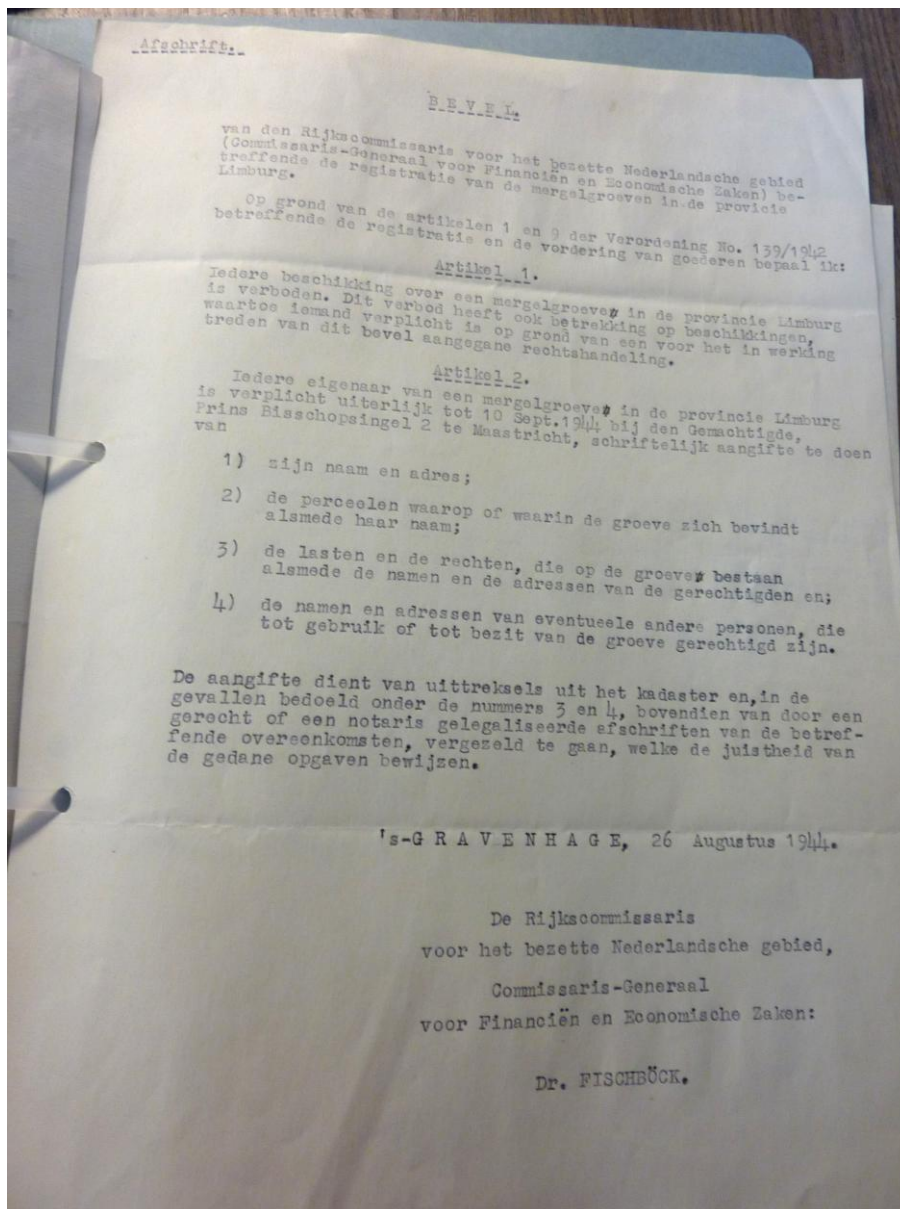 Afschrift.
BEVEL.
van den Rijkscommissaris voor het bezette Nederlandsche gebied
(Commissaris-Generaal voor Financiën en Economische Zaken) be-
treffende de registratie van de mergelgroeven in de provicie
Limburg.
Op grond van de artikelen 1 en 9 der Verordening No. 139/1942
betreffende de registratie en de vordering van goederen bepaal ik:
Artikel 1.
Iedere beschikking over een mergelgroeve in de provincie Limburg
is verboden. Dit verbod heeft ook betrekking op beschikkingen,
waartoe iemand verplicht is op grond van een voor het in werking
treden van dit bevel aangegane rechtshandeling.
Artikel 2.
Iedere eigenaar van een mergelgroeve in de provincie Limburg
is verplicht uiterlijk tot 10 Sept.1944 bij den Gemachtigde,
Prins Bisschopsingel 2 te Maastricht, schriftelijk aangifte te doen
van
1) zijn naam en adres;
2) de perceelen waarop of waarin de groeve zich bevindt
alsmede haar naam;
3) de lasten en de rechten, die op de groeve bestaan
alsmede de namen en de adressen van de gerechtigden en;
4) de namen en adressen van eventueele andere personen, die
tot gebruik of tot bezit van de groeve gerechtigd zijn.
De aangifte dient van uittreksels uit het kadaster en,in de
gevallen bedoeld onder de nummers 3 en 4, bovendien van door een
gerecht of een notaris gelegaliseerde afschriften van de betref-
fende overeenkomsten, vergezeld te gaan, welke de juistheid van
de gedane opgaven bewijzen.
's-GRAVENHAGE, 26 Augustus 1944.
De Rijkscommissaris
voor het bezette Nederlandsche gebied,
Commissaris-Generaal
voor Financiën en Economische Zaken:
Dr. FISCHBÖCK.